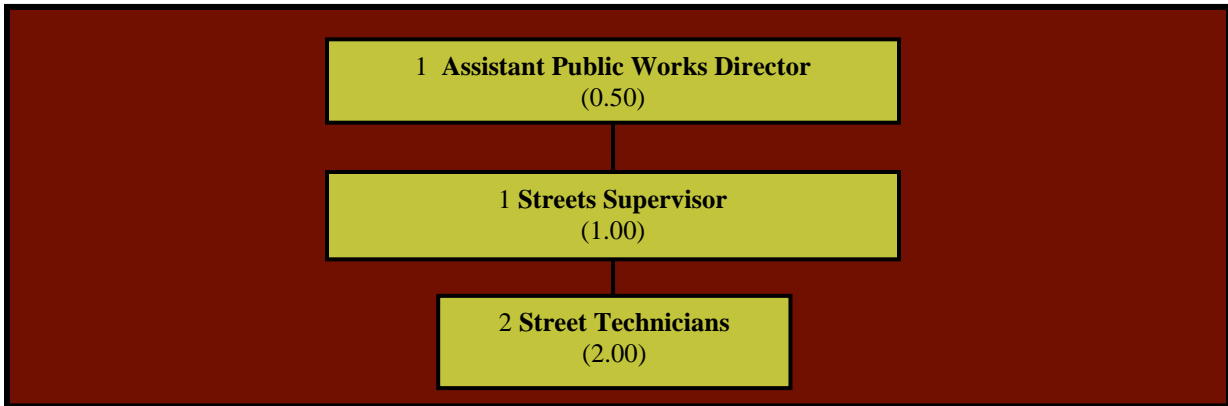 1 Assistant Public Works Director
(0.50)
1 Streets Supervisor
(1.00)
2 Street Technicians
(2.00)